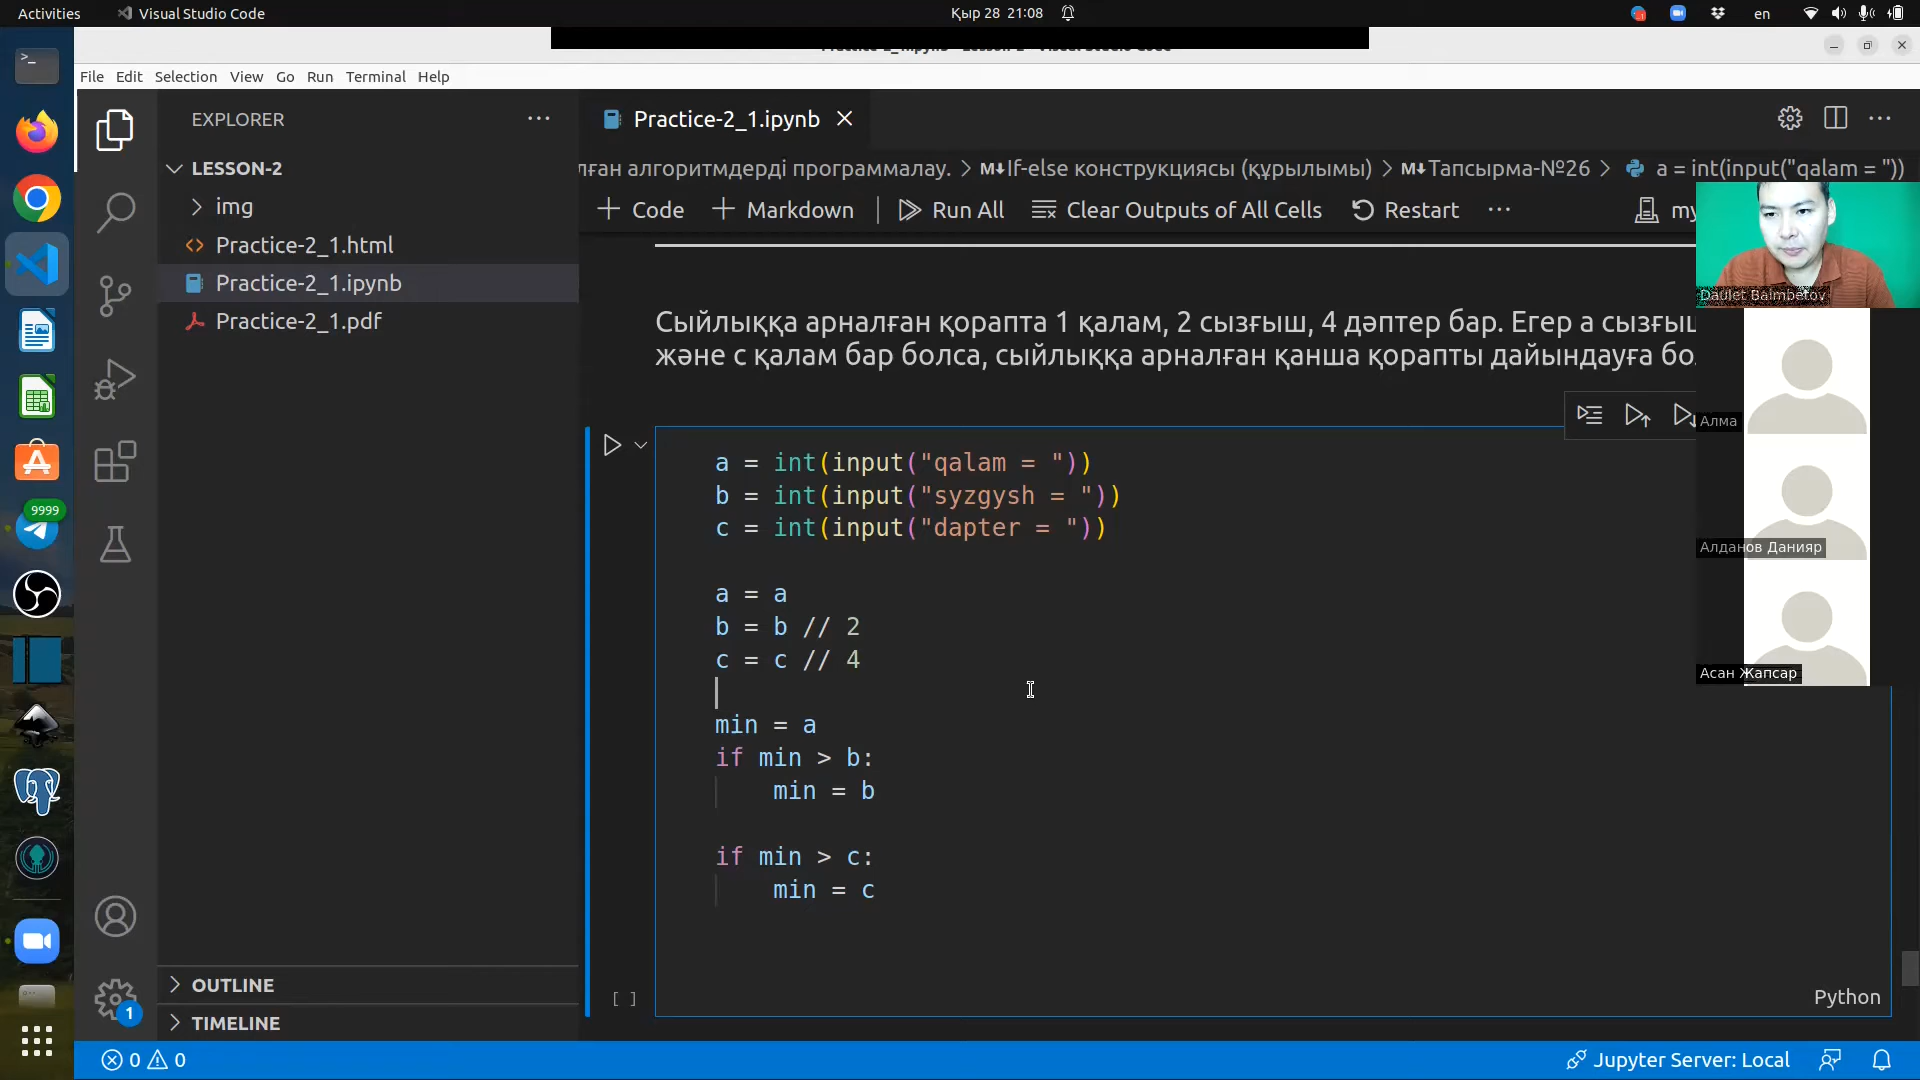 Activities
Visual Studio Code
Қыр 28 21:08
en
File Edit Selection View Go Run Terminal Help
EXPLORER
LESSON-2
img
Practice-2_1.html
Practice-2_1.ipynb
Practice-2_1.pdf
OUTLINE
TIMELINE
9999
1
Practice-2_1.ipynb
алгоритмдерді программалау. > M↓If-else конструкциясы (құрылымы) > M↓Тапсырма-№26 > a = int(input("qalam = "))
+ Code + Markdown | Run All Clear Outputs of All Cells Restart ···
Сыйлыққа арналған қорапта 1 қалам, 2 сызғыш, 4 дәптер бар. Егер а
және с қалам бар болса, сыйлыққа арналған қанша қорапты дайындауға
a = int(input("qalam = "))
b = int(input("syzgysh = "))
c = int(input("dapter = "))
a = a
b = b // 2
c = c // 4
min = a
if min > b:
    min = b
if min > c:
    min = c
[ ]
Python
Daulet Baimbetov
Алма
Алданов Данияр
Асан Жапсар
0 0
Jupyter Server: Local